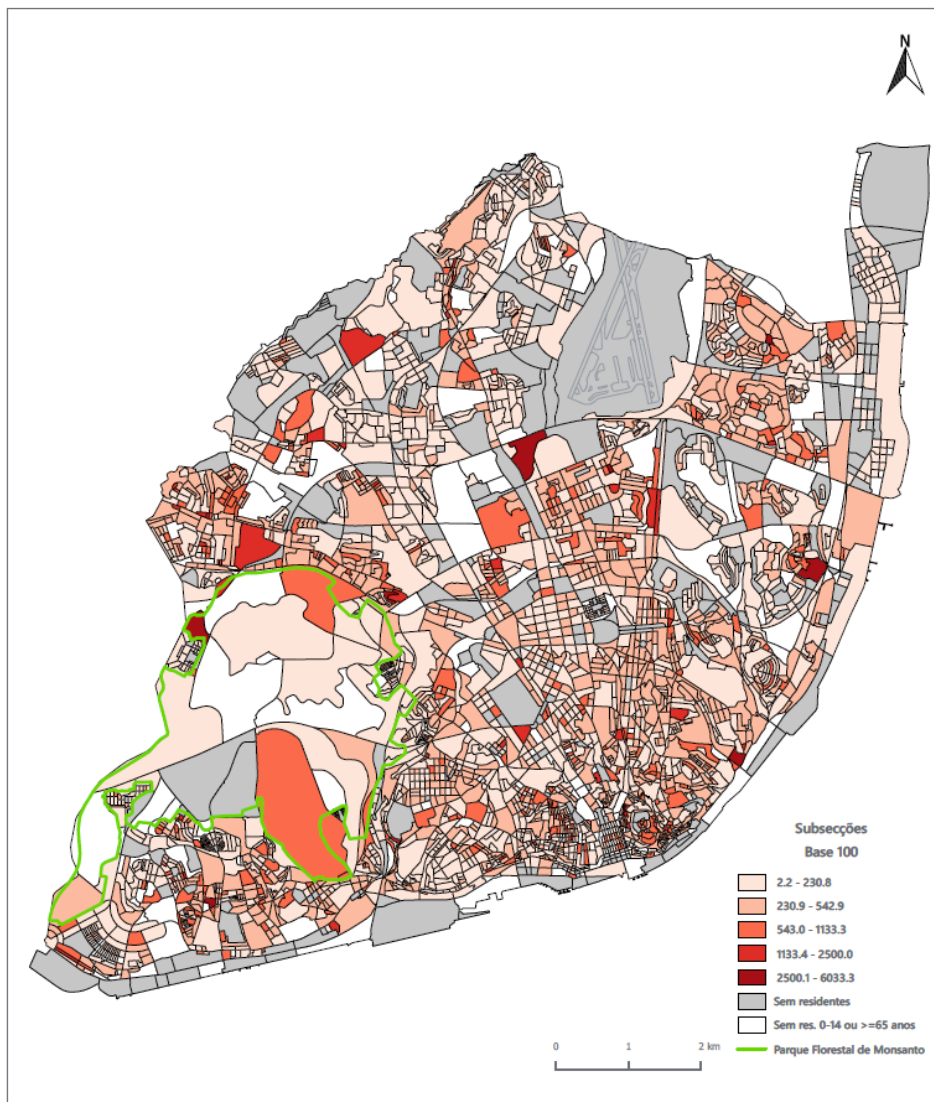 N
Subsecções
Base 100
2.2 - 230.8
230.9 - 542.9
543.0 - 1133.3
1133.4 - 2500.0
2500.1 - 6033.3
Sem residentes
Sem res. 0-14 ou >=65 anos
Parque Florestal de Monsanto
0 1 2 km